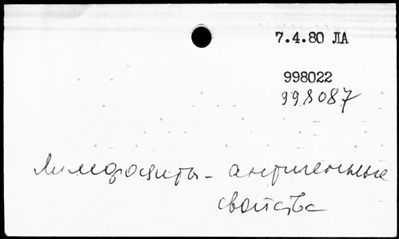 7.4.80 ЛА
998022
998087
Лимфоциты - антигенные
свойства